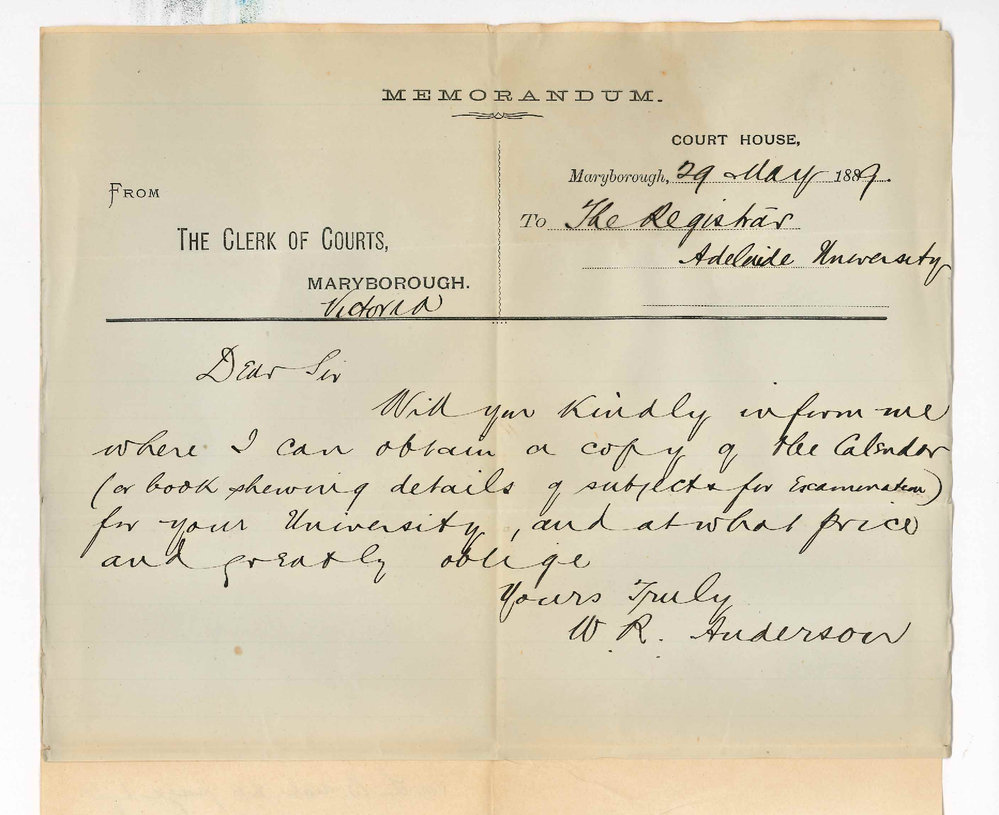 MEMORANDUM.
COURT HOUSE,
Maryborough, 29 May 1889.
FROM
THE CLERK OF COURTS,
MARYBOROUGH.
Victoria
To The Registrar
Adelaide University
Dear Sir
Will you kindly inform me
where I can obtain a copy of the Calendar
(or book shewing details of subjects for Examination)
for your University, and at what price
and greatly oblige
Yours Truly
W. R. Anderson